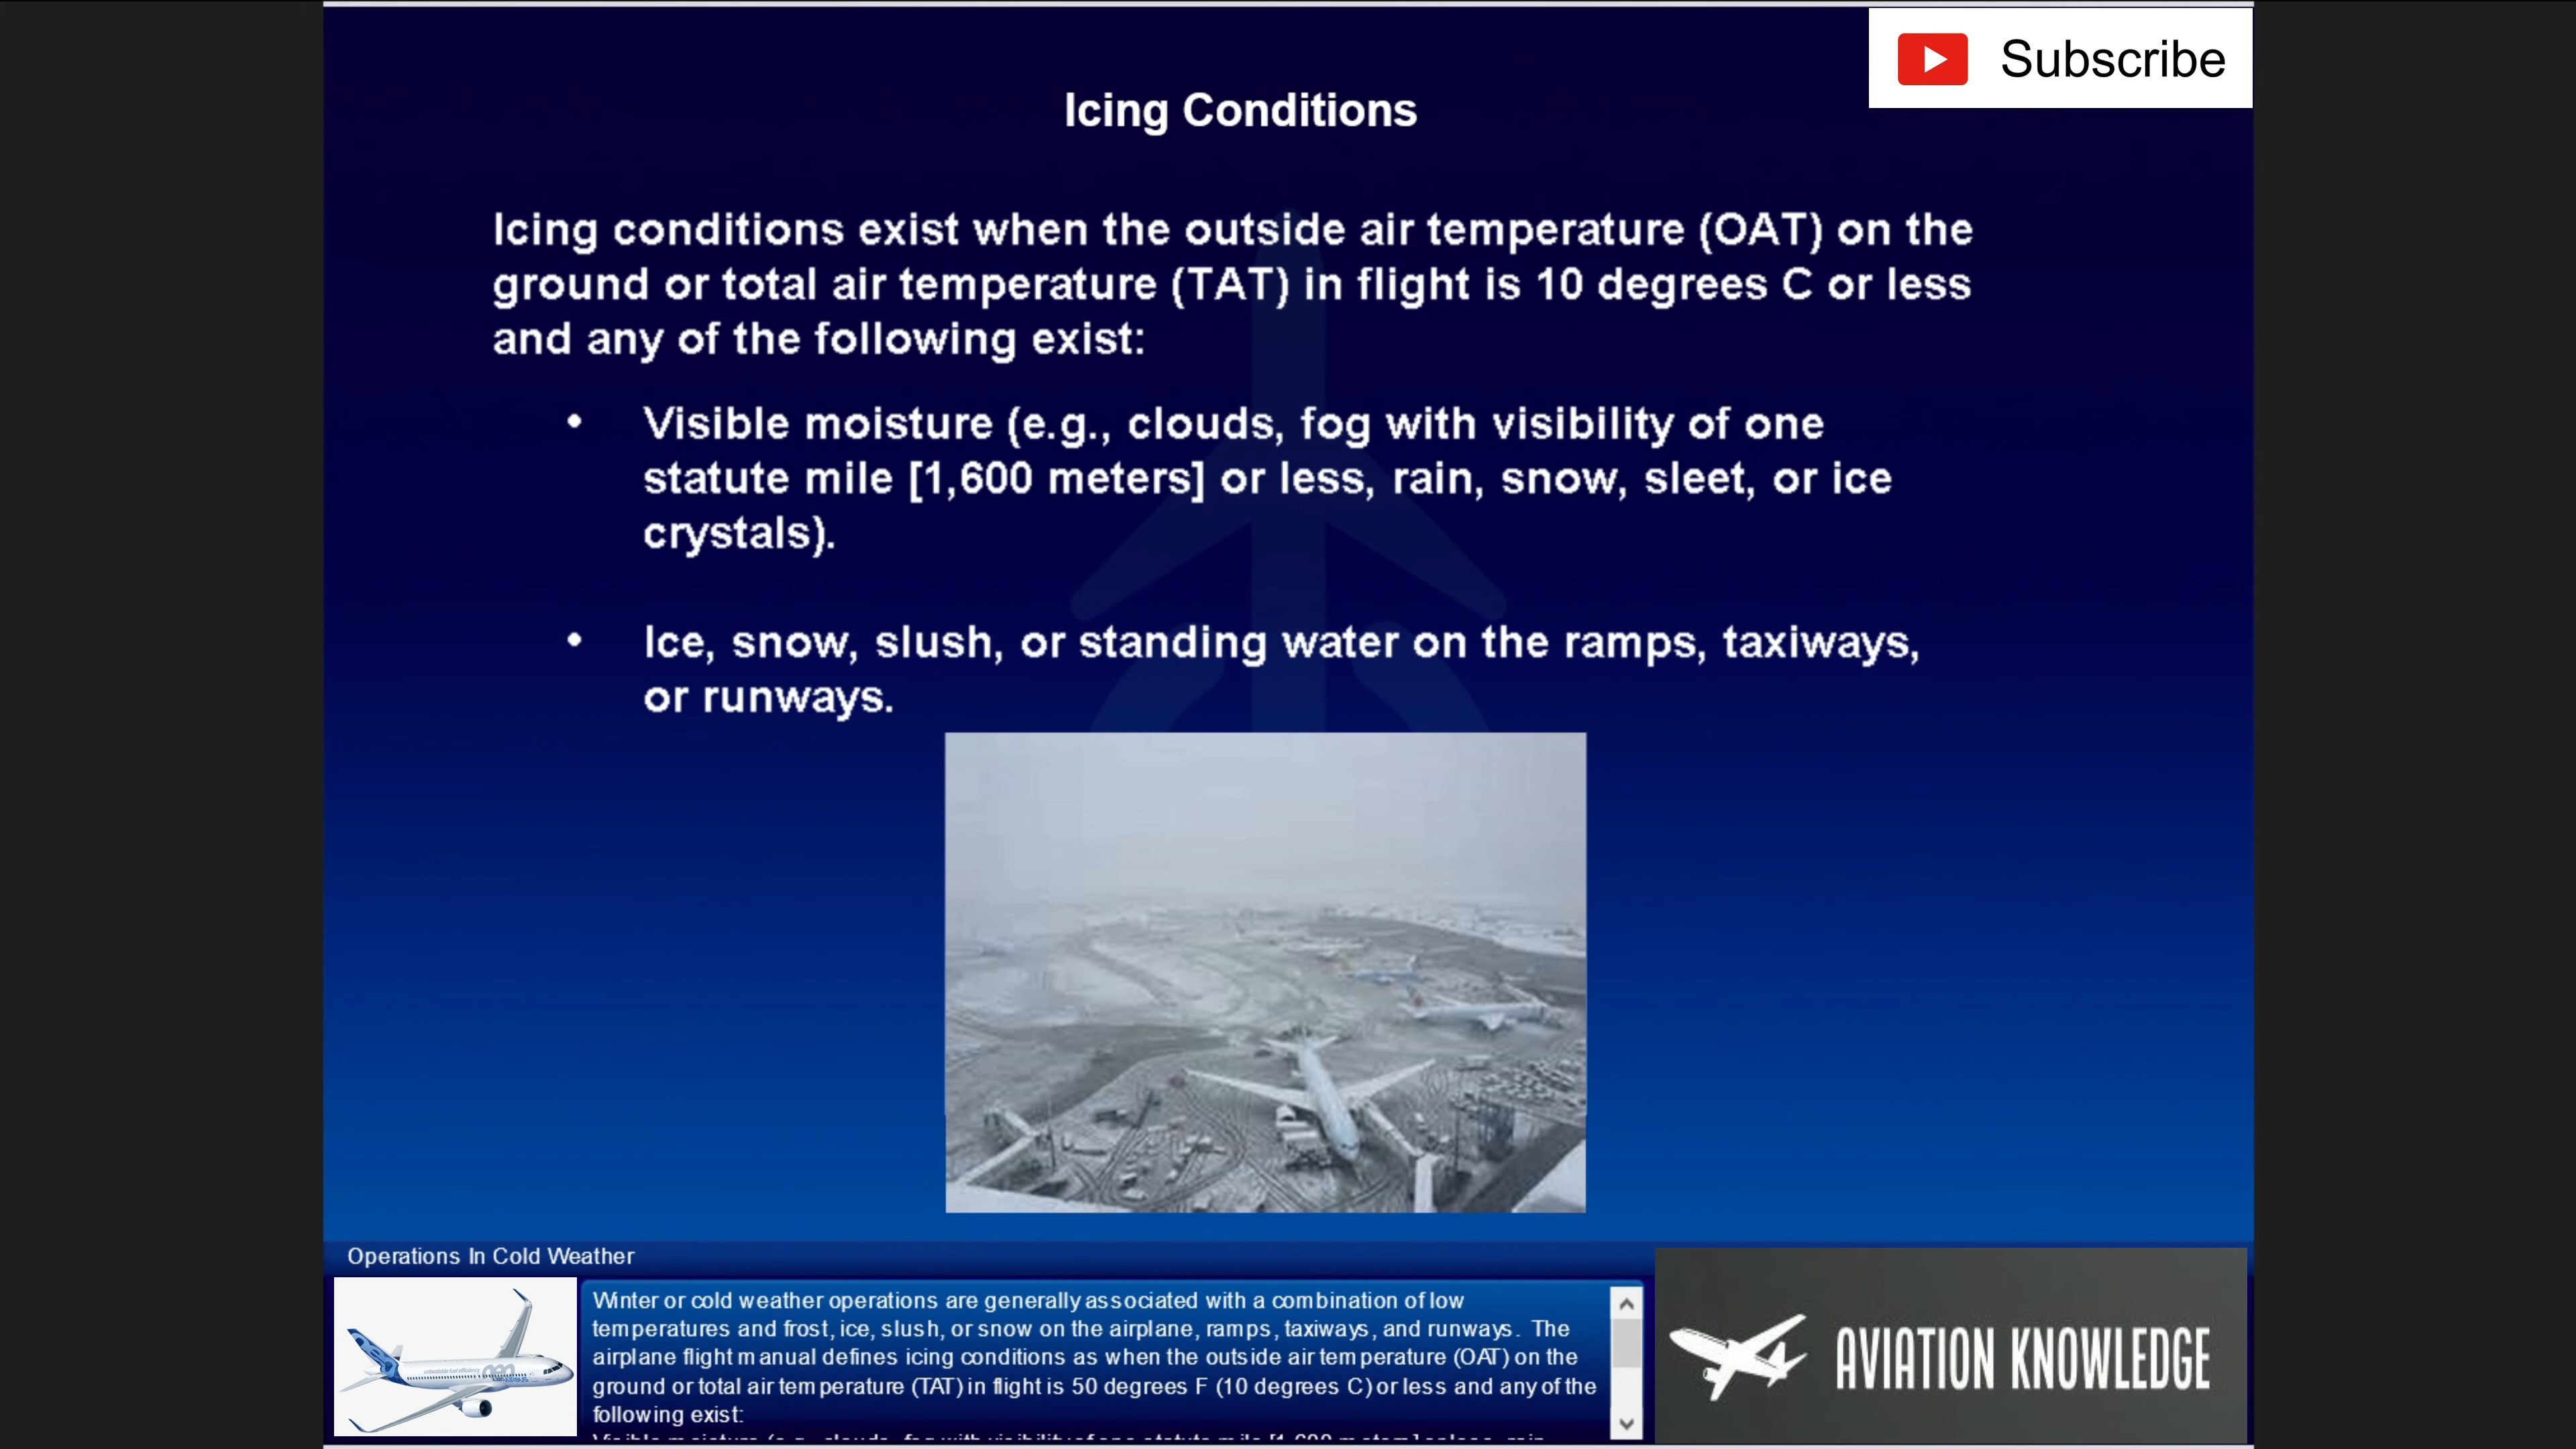 Subscribe
Icing Conditions
Icing conditions exist when the outside air temperature (OAT) on the
ground or total air temperature (TAT) in flight is 10 degrees C or less
and any of the following exist:
• Visible moisture (e.g., clouds, fog with visibility of one
statute mile [1,600 meters] or less, rain, snow, sleet, or ice
crystals).
• Ice, snow, slush, or standing water on the ramps, taxiways,
or runways.
Operations In Cold Weather
Winter or cold weather operations are generally associated with a combination of low
temperatures and frost, ice, slush, or snow on the airplane, ramps, taxiways, and runways. The
airplane flight manual defines icing conditions as when the outside air temperature (OAT) on the
ground or total air temperature (TAT) in flight is 50 degrees F (10 degrees C) or less and any of the
following exist:
AVIATION KNOWLEDGE